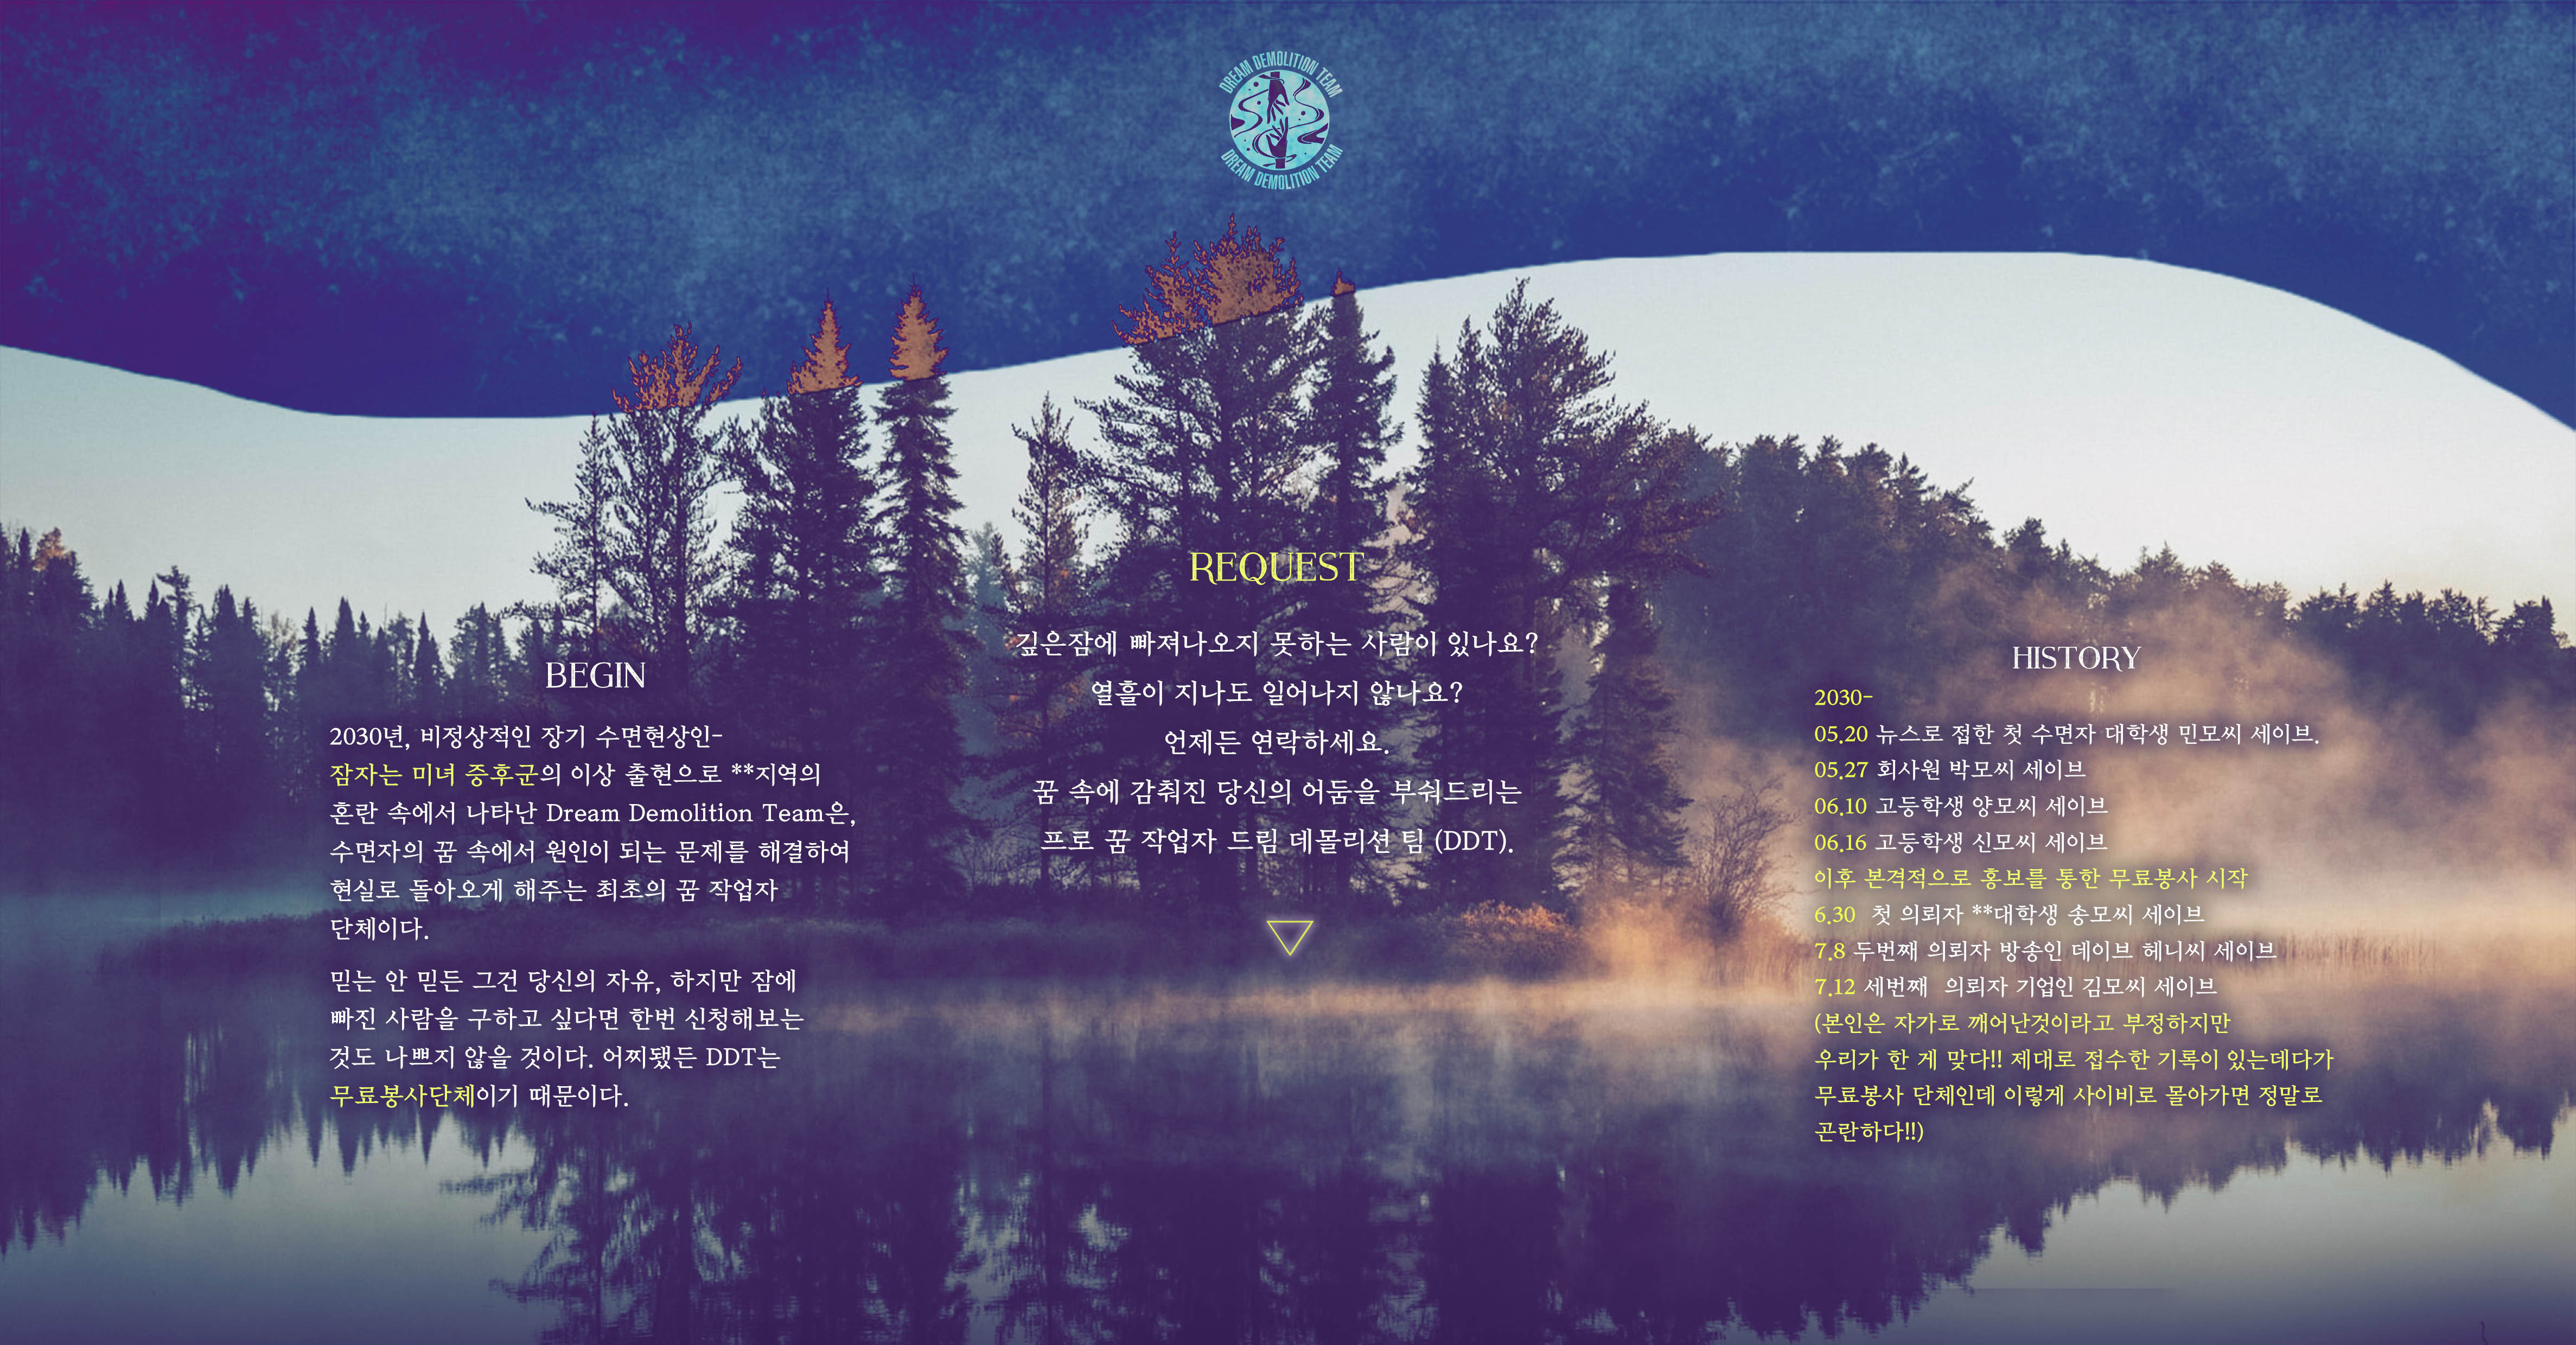 DREAM DEMOLITION TEAM
DREAM DEMOLITION TEAM
BEGIN
2030년, 비정상적인 장기 수면현상인-
잠자는 미녀 증후군의 이상 출현으로 **지역의
혼란 속에서 나타난 Dream Demolition Team은,
수면자의 꿈 속에서 원인이 되는 문제를 해결하여
현실로 돌아오게 해주는 최초의 꿈 작업자
단체이다.
믿는 안 믿든 그건 당신의 자유, 하지만 잠에
빠진 사람을 구하고 싶다면 한번 신청해보는
것도 나쁘지 않을 것이다. 어찌됐든 DDT는
무료봉사단체이기 때문이다.
REQUEST
깊은잠에 빠져나오지 못하는 사람이 있나요?
열흘이 지나도 일어나지 않나요?
언제든 연락하세요.
꿈 속에 감춰진 당신의 어둠을 부숴드리는
프로 꿈 작업자 드림 데몰리션 팀 (DDT).
HISTORY
2030-
05.20 뉴스로 접한 첫 수면자 대학생 민모씨 세이브.
05.27 회사원 박모씨 세이브
06.10 고등학생 양모씨 세이브
06.16 고등학생 신모씨 세이브
이후 본격적으로 홍보를 통한 무료봉사 시작
6.30 첫 의뢰자 **대학생 송모씨 세이브
7.8 두번째 의뢰자 방송인 데이브 헤니씨 세이브
7.12 세번째 의뢰자 기업인 김모씨 세이브
(본인은 자가로 깨어난것이라고 부정하지만
우리가 한 게 맞다!! 제대로 접수한 기록이 있는데다가
무료봉사 단체인데 이렇게 사이비로 몰아가면 정말로
곤란하다!!)